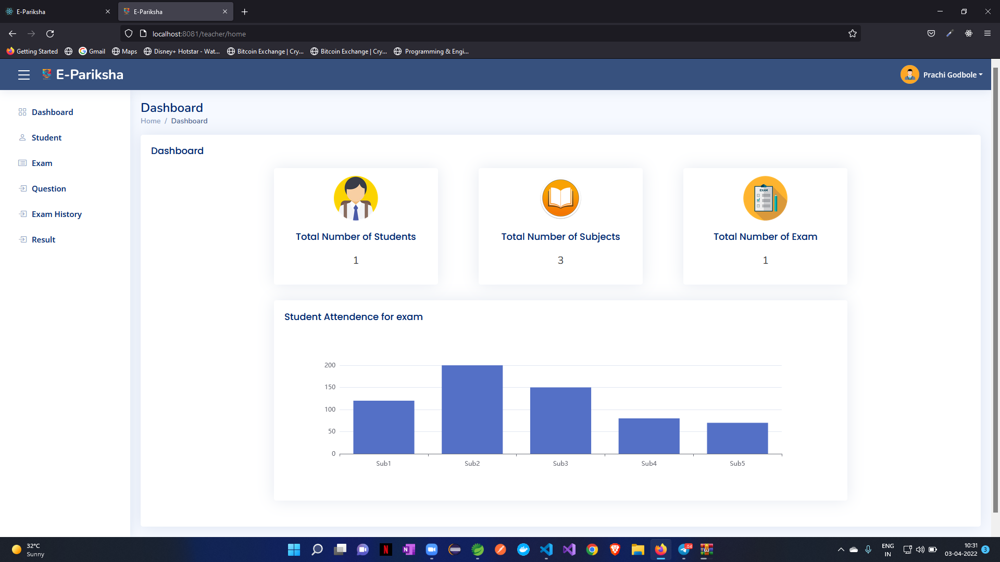 E-Pariksha
E-Pariksha
localhost:8081/teacher/home
Getting Started
Gmail
Maps
Disney+ Hotstar - Wat...
Bitcoin Exchange | Cry...
Bitcoin Exchange | Cry...
Programming & Engi...
E-Pariksha
Prachi Godbole
Dashboard
Student
Exam
Question
Exam History
Result
Dashboard
Home / Dashboard
Dashboard
Total Number of Students
1
Total Number of Subjects
3
EXAM
Total Number of Exam
1
Student Attendence for exam
200
150
100
50
0
Sub1
Sub2
Sub3
Sub4
Sub5
32°C
Sunny
N
N
.04
ENG
IN
10:31
03-04-2022
3